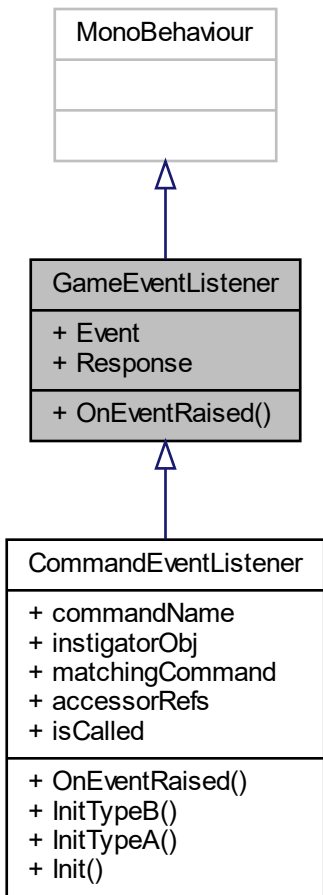 MonoBehaviour
GameEventListener
+ Event
+ Response
+ OnEventRaised()
CommandEventListener
+ commandName
+ instigatorObj
+ matchingCommand
+ accessorRefs
+ isCalled
+ OnEventRaised()
+ InitTypeB()
+ InitTypeA()
+ Init()